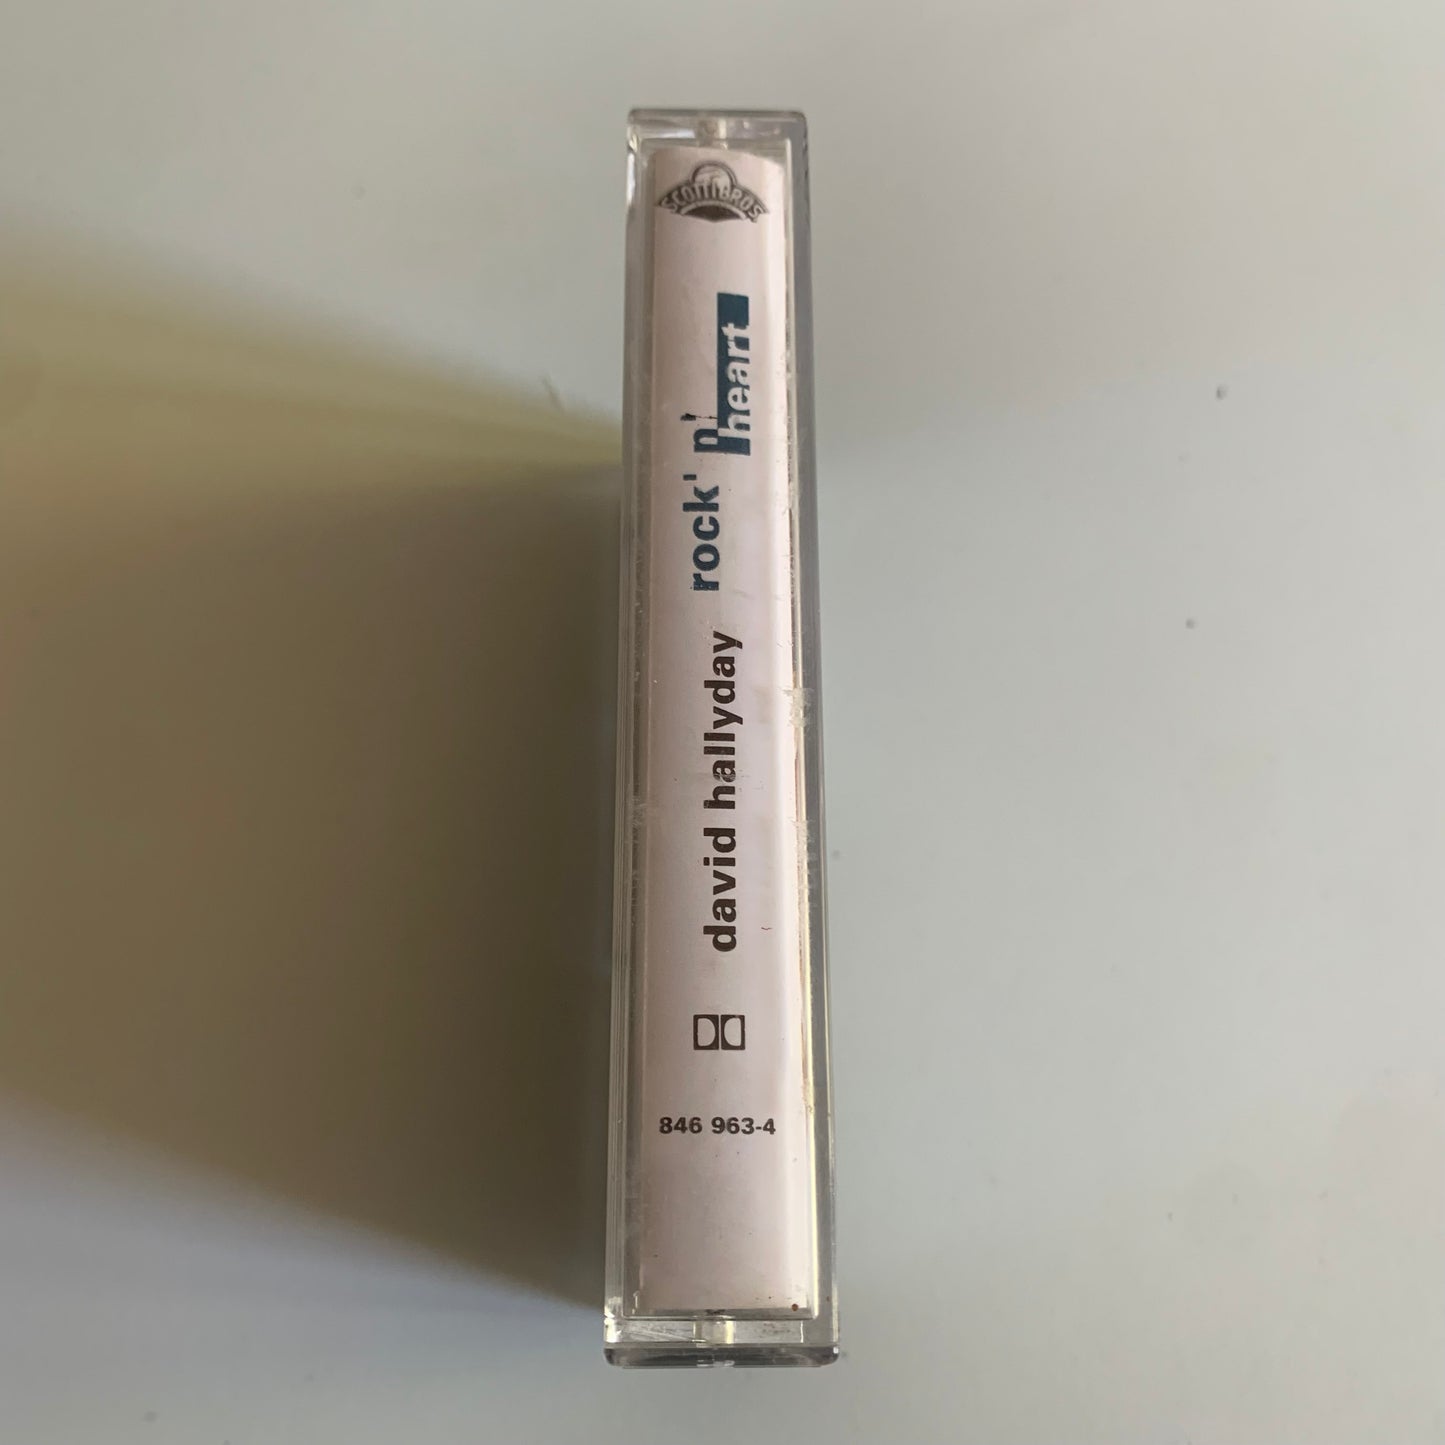 SCOTTI BROS.
rock' n'
heart
david hallyday
846 963-4